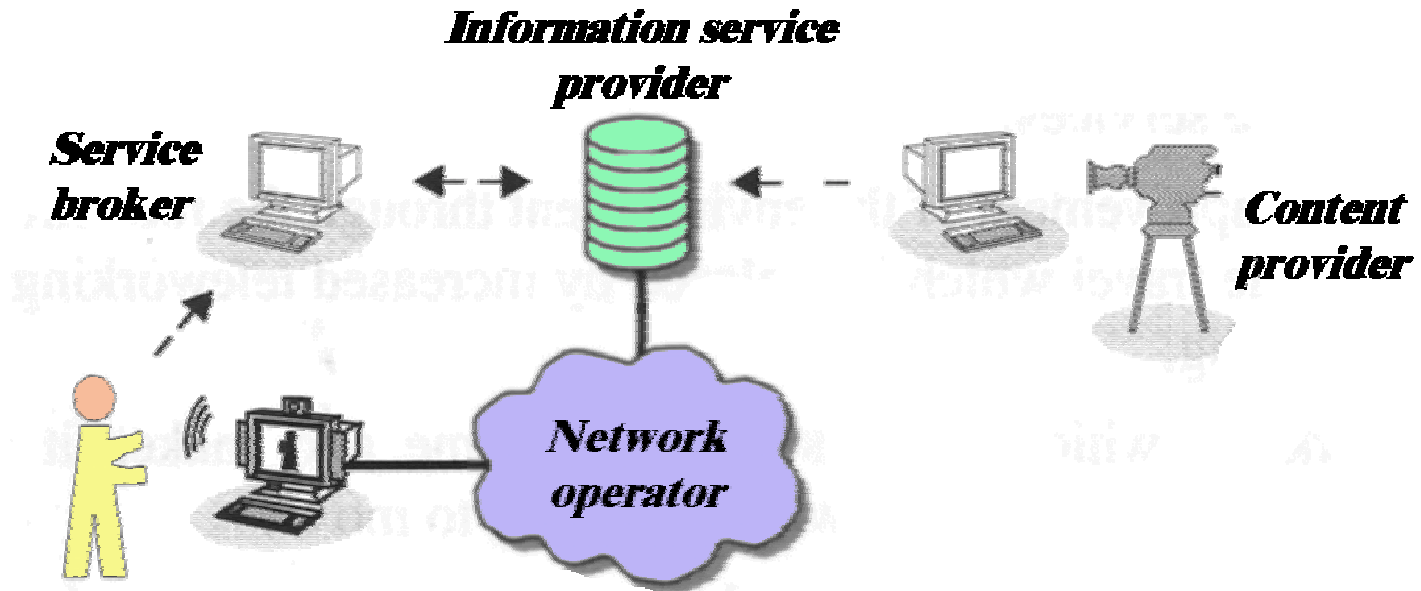 Information service
provider
Service
broker
Content
provider
Network
operator